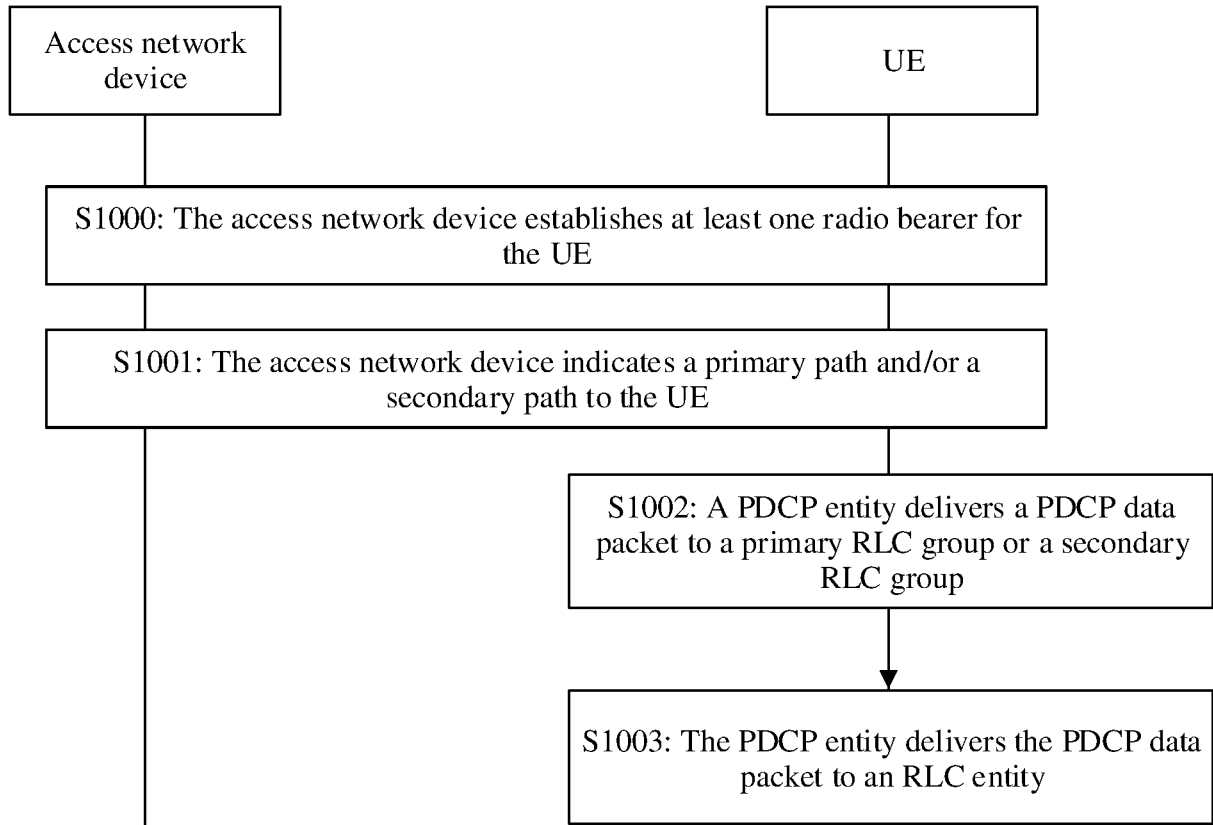 Access network
device
UE
S1000: The access network device establishes at least one radio bearer for
the UE
S1001: The access network device indicates a primary path and/or a
secondary path to the UE
S1002: A PDCP entity delivers a PDCP data
packet to a primary RLC group or a secondary
RLC group
S1003: The PDCP entity delivers the PDCP data
packet to an RLC entity